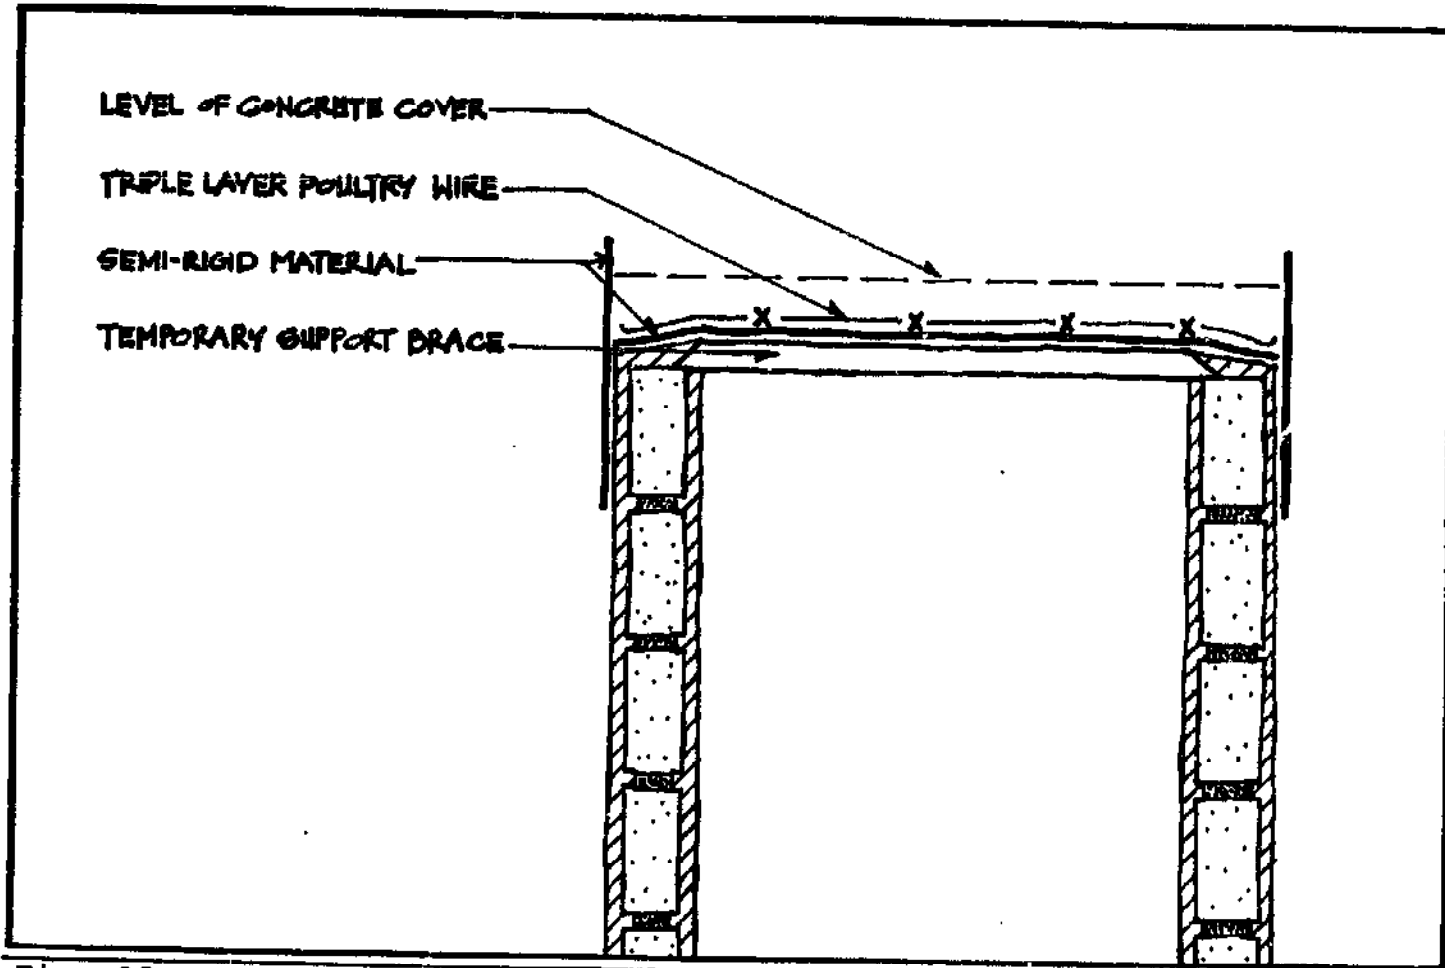 LEVEL OF CONCRETE COVER
TRIPLE LAYER POULTRY WIRE
SEMI-RIGID MATERIAL
TEMPORARY SUPPORT BRACE